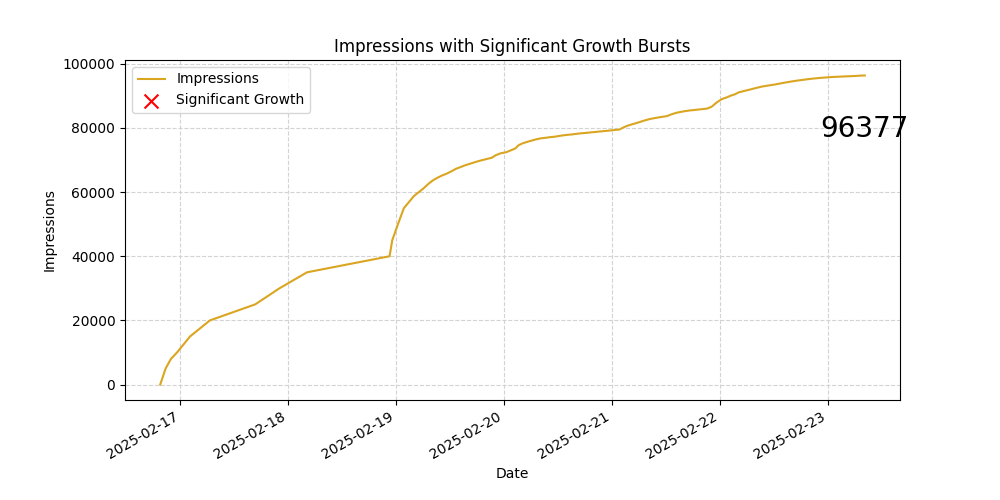 Impressions with Significant Growth Bursts
Impressions
Significant Growth
96377
100000
80000
60000
40000
20000
0
Impressions
2025-02-17
2025-02-18
2025-02-19
2025-02-20
2025-02-21
2025-02-22
2025-02-23
Date